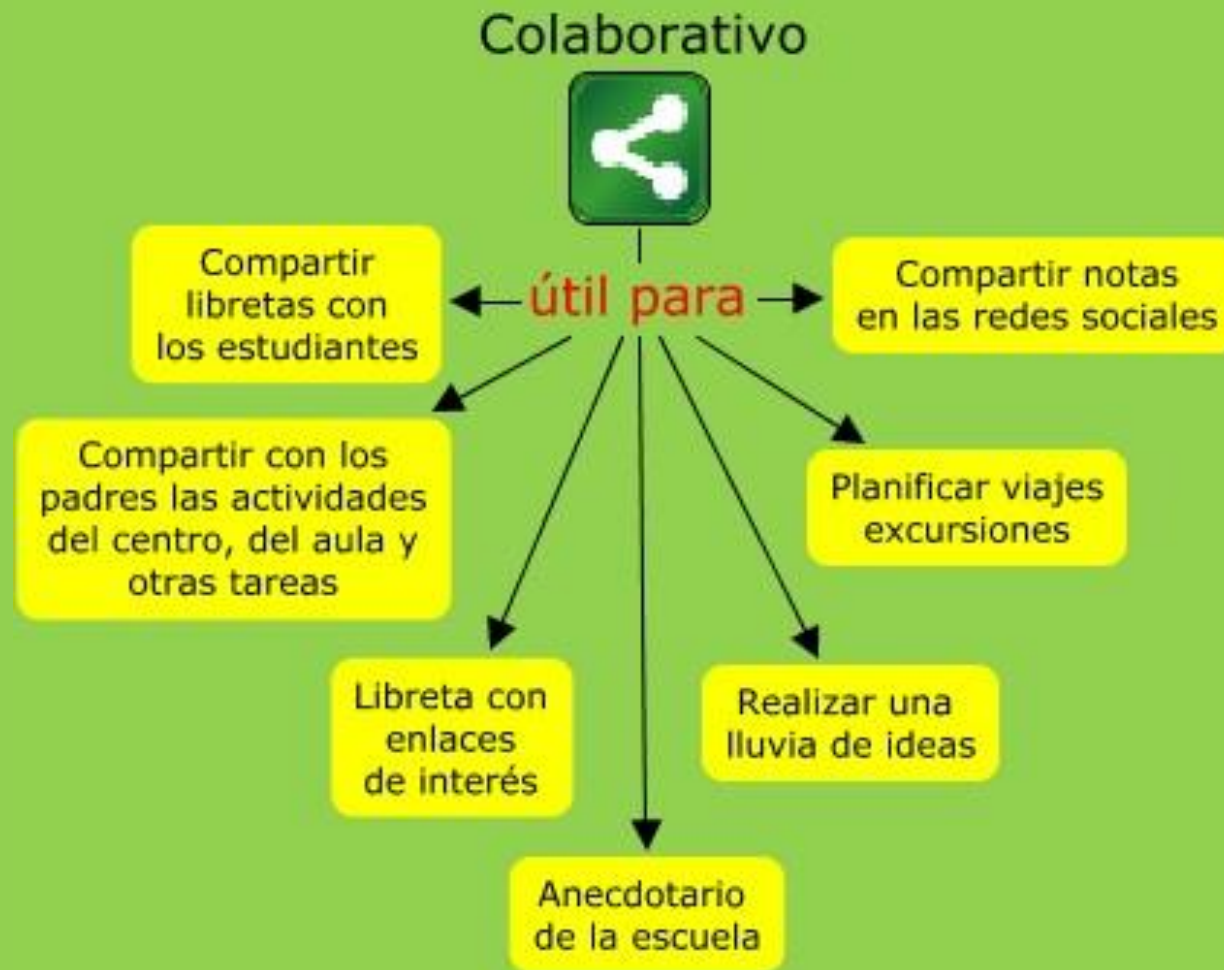 Colaborativo
útil para
Compartir
libretas con
los estudiantes
Compartir notas
en las redes sociales
Compartir con los
padres las actividades
del centro, del aula y
otras tareas
Planificar viajes
excursiones
Libreta con
enlaces
de interés
Realizar una
lluvia de ideas
Anecdotario
de la escuela